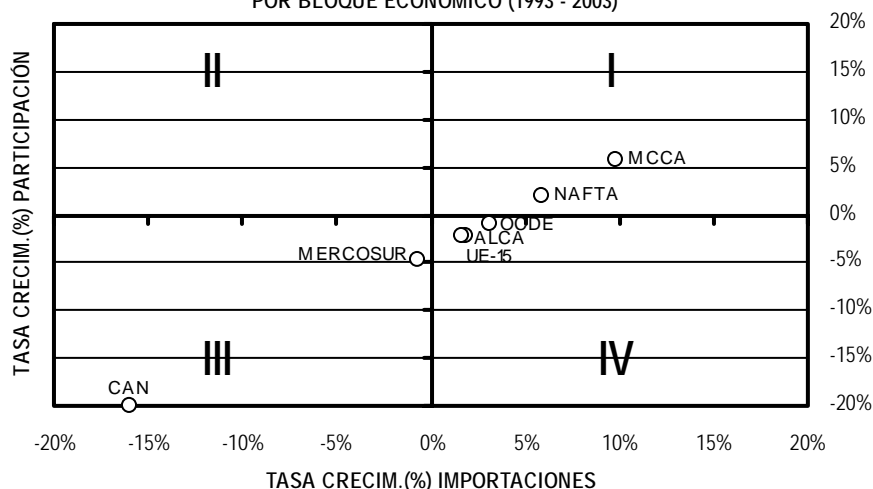 POR BLOQUE ECONÓMICO (1993 - 2003)
20%
II
I
15%
10%
MCCA
5%
NAFTA
0%
OCDE
ALCA
MERCOSUR
UE-15
-5%
-10%
III
IV
-15%
CAN
-20%
-20% -15% -10% -5% 0% 5% 10% 15% 20%
TASA CRECIM.(%) PARTICIPACIÓN
TASA CRECIM.(%) IMPORTACIONES